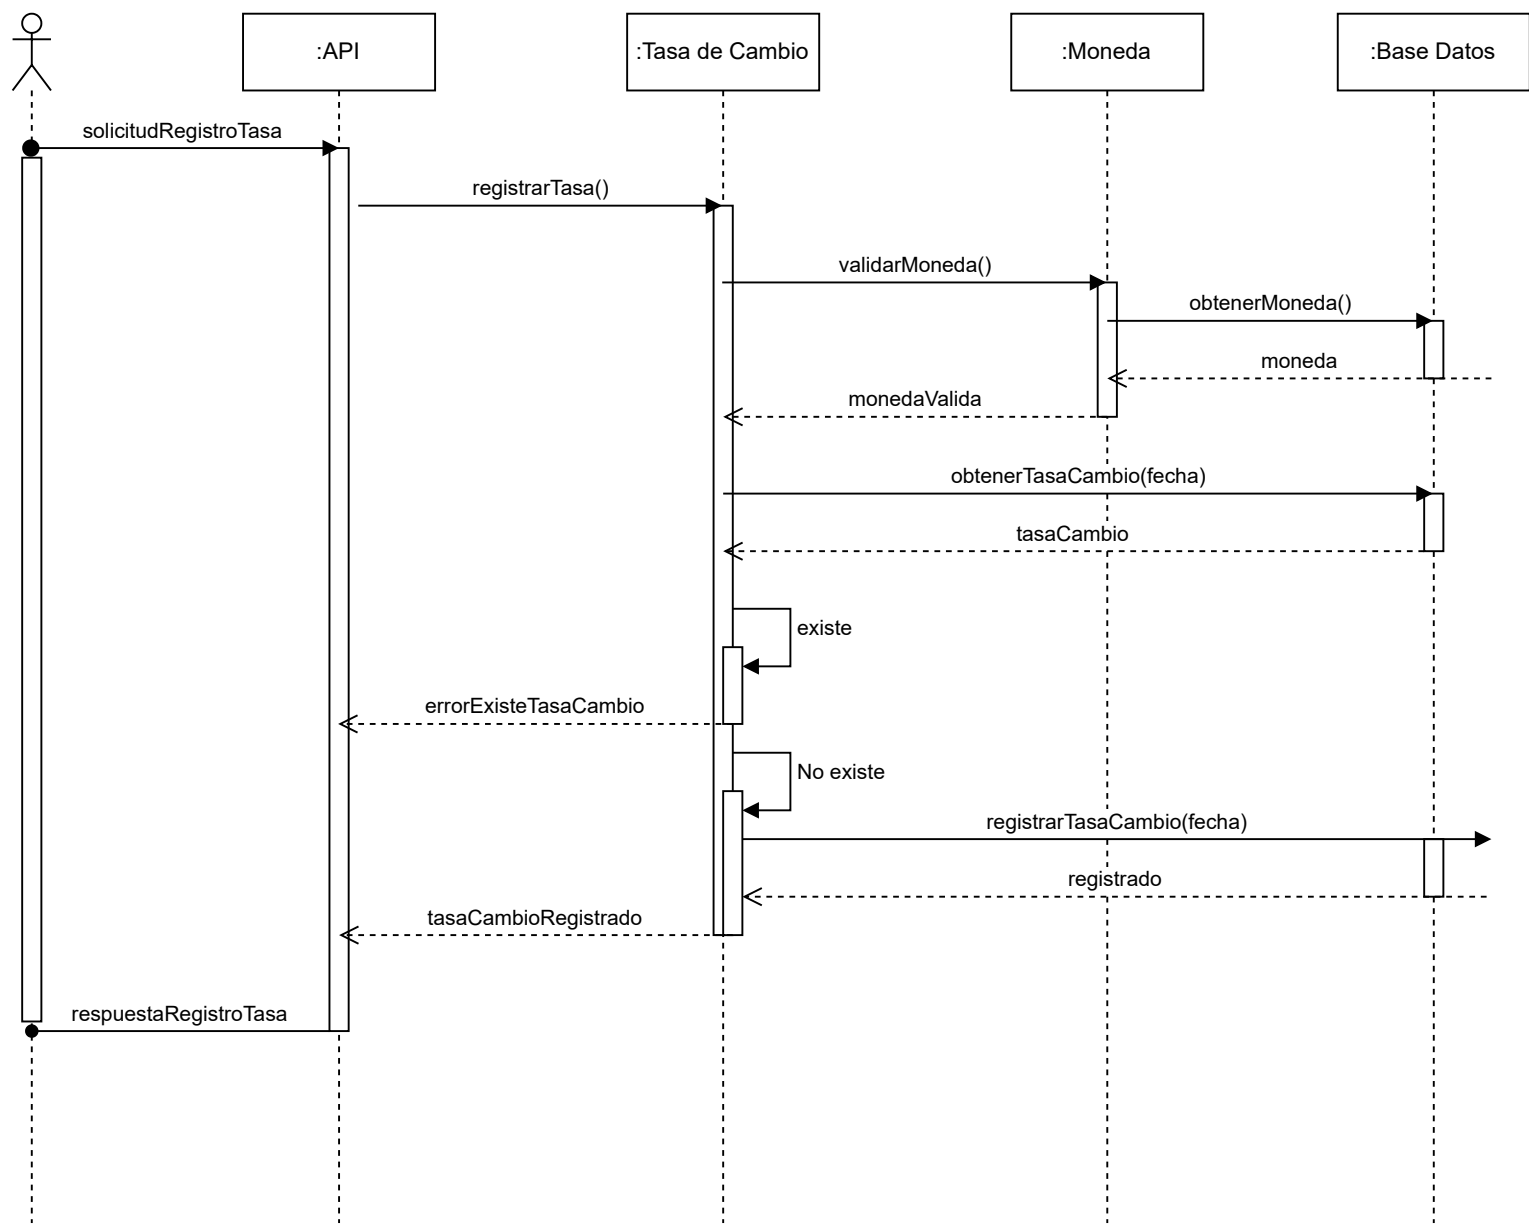 :API
:Tasa de Cambio
:Moneda
:Base Datos
solicitudRegistroTasa
registrarTasa()
validarMoneda()
obtenerMoneda()
moneda
monedaValida
obtenerTasaCambio(fecha)
tasaCambio
existe
errorExisteTasaCambio
No existe
registrarTasaCambio(fecha)
registrado
tasaCambioRegistrado
respuestaRegistroTasa